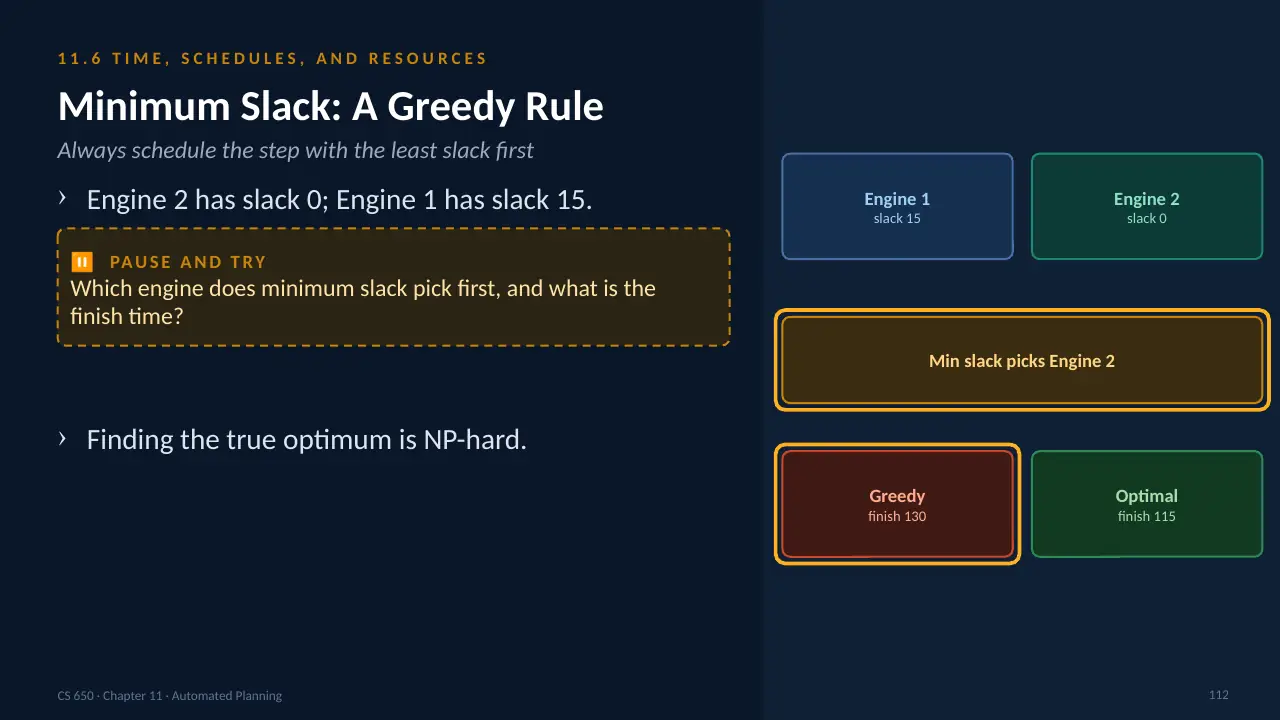 11.6 TIME, SCHEDULES, AND RESOURCES
Minimum Slack: A Greedy Rule
Always schedule the step with the least slack first
› Engine 2 has slack 0; Engine 1 has slack 15.
⏸ PAUSE AND TRY
Which engine does minimum slack pick first, and what is the
finish time?
› Finding the true optimum is NP-hard.
Engine 1
slack 15
Engine 2
slack 0
Min slack picks Engine 2
Greedy
finish 130
Optimal
finish 115
CS 650 · Chapter 11 · Automated Planning
112